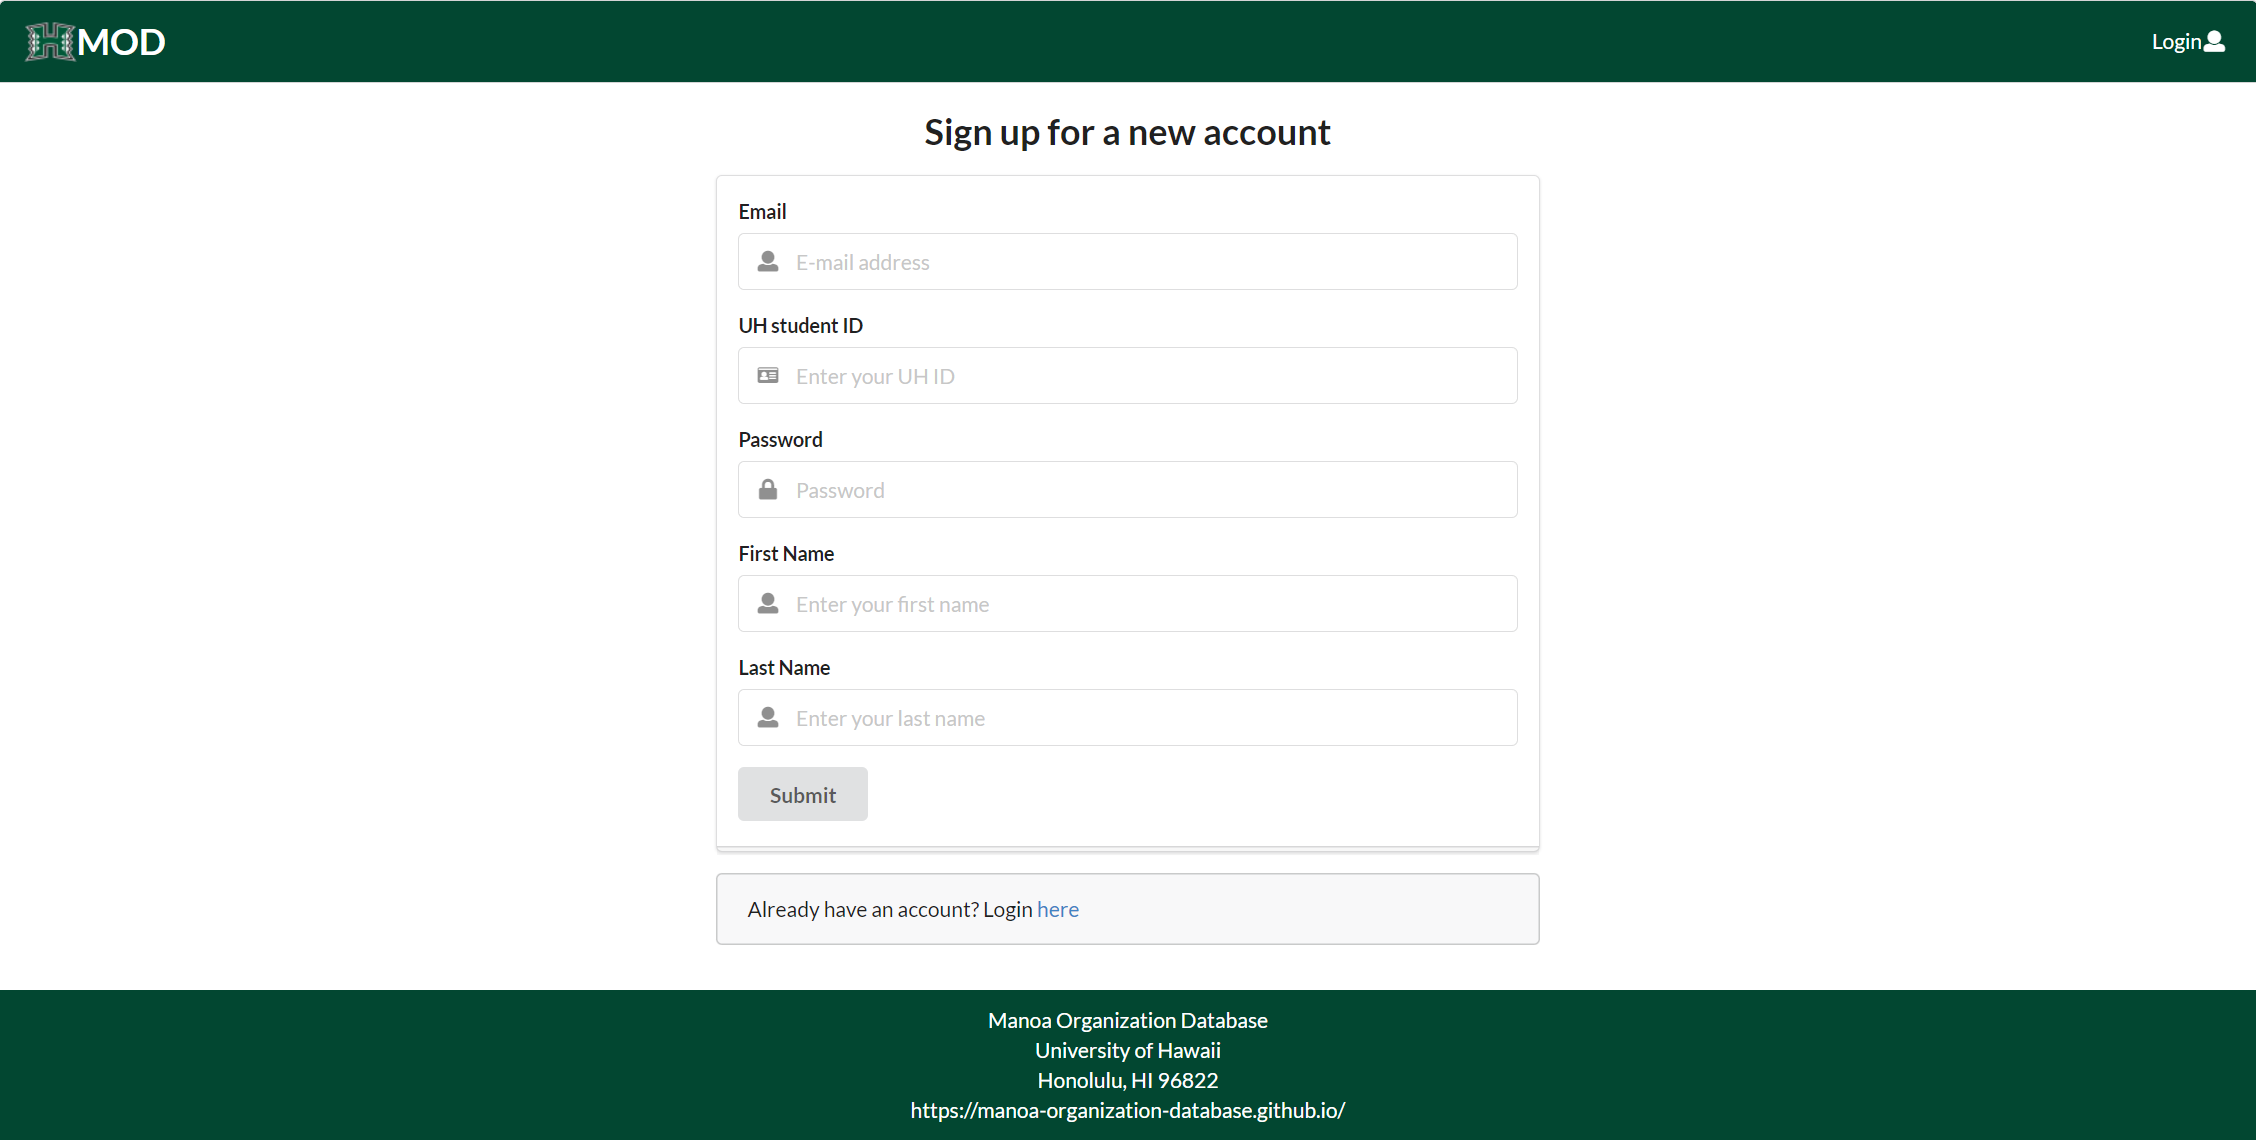 MOD
Login
Sign up for a new account
Email
E-mail address
UH student ID
Enter your UH ID
Password
Password
First Name
Enter your first name
Last Name
Enter your last name
Submit
Already have an account? Login here
Manoa Organization Database
University of Hawaii
Honolulu, HI 96822
https://manoa-organization-database.github.io/